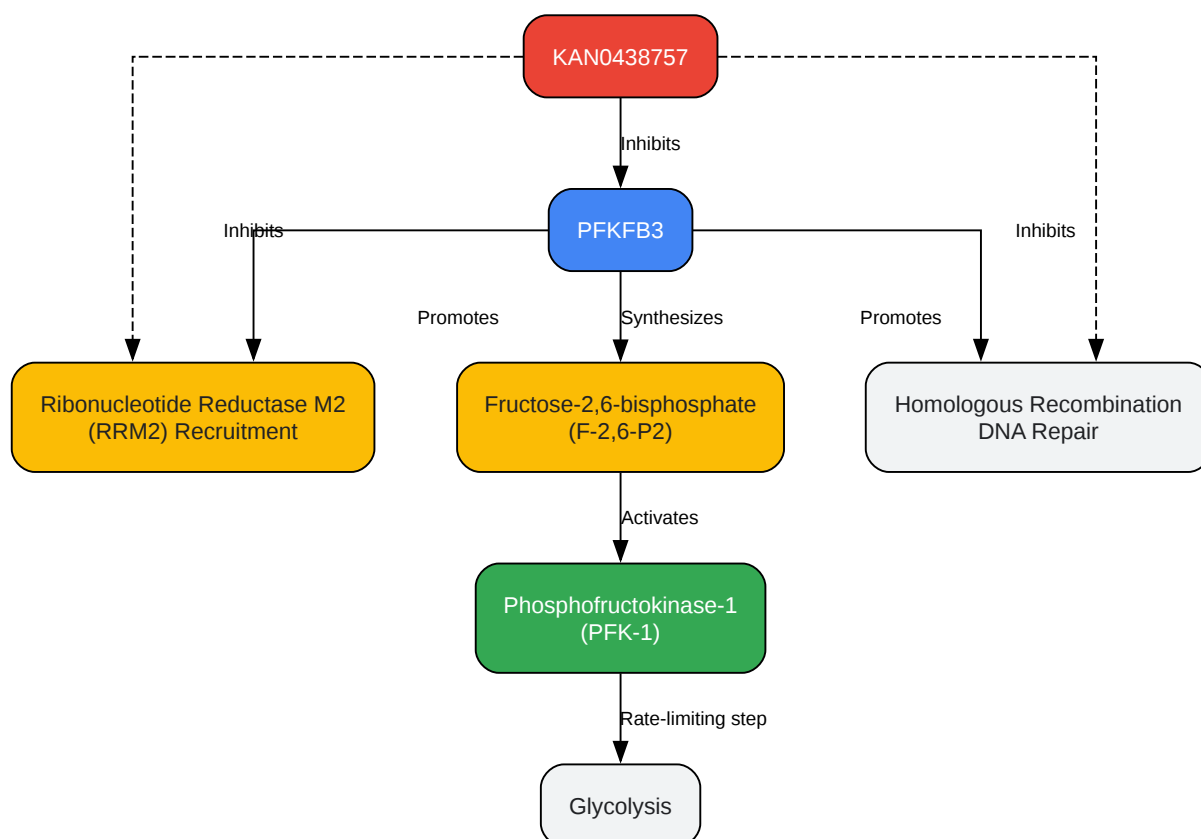 KAN0438757
Inhibits
PFKFB3
Inhibits
Inhibits
Promotes
Synthesizes
Promotes
Ribonucleotide Reductase M2
(RRM2) Recruitment
Fructose-2,6-bisphosphate
(F-2,6-P2)
Homologous Recombination
DNA Repair
Activates
Phosphofructokinase-1
(PFK-1)
Rate-limiting step
Glycolysis